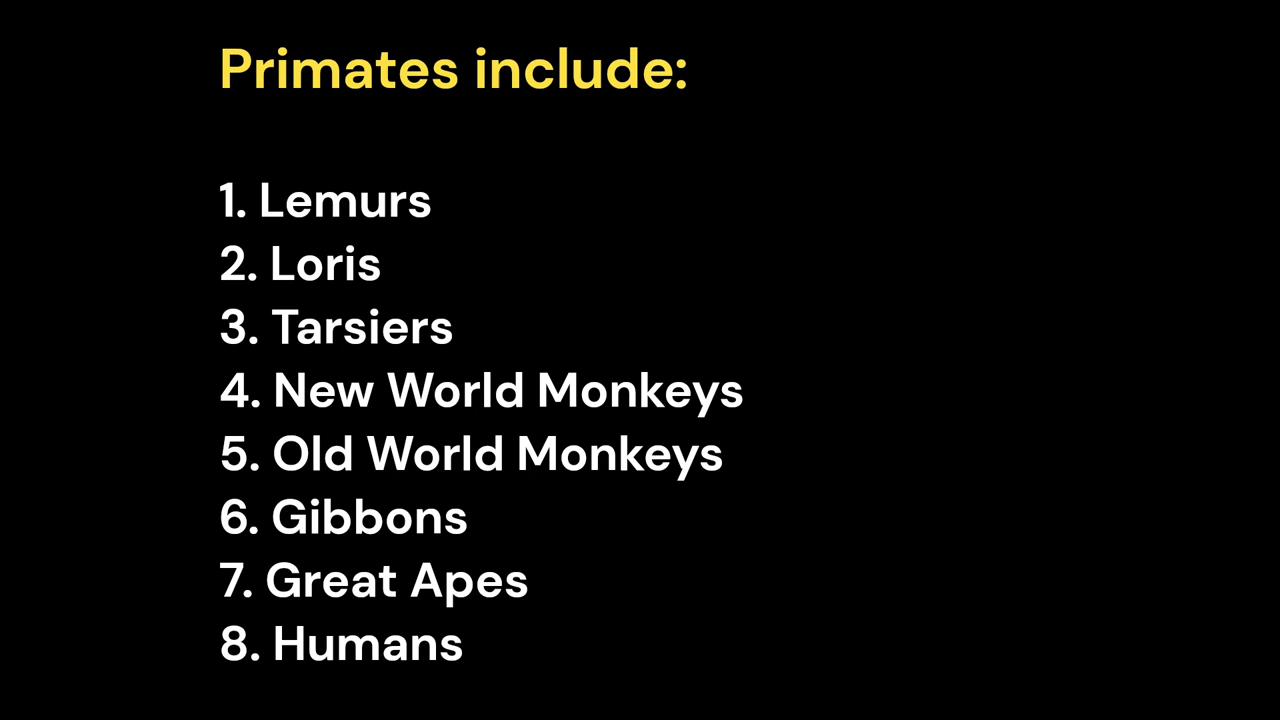 Primates include:
1. Lemurs
2. Loris
3. Tarsiers
4. New World Monkeys
5. Old World Monkeys
6. Gibbons
7. Great Apes
8. Humans